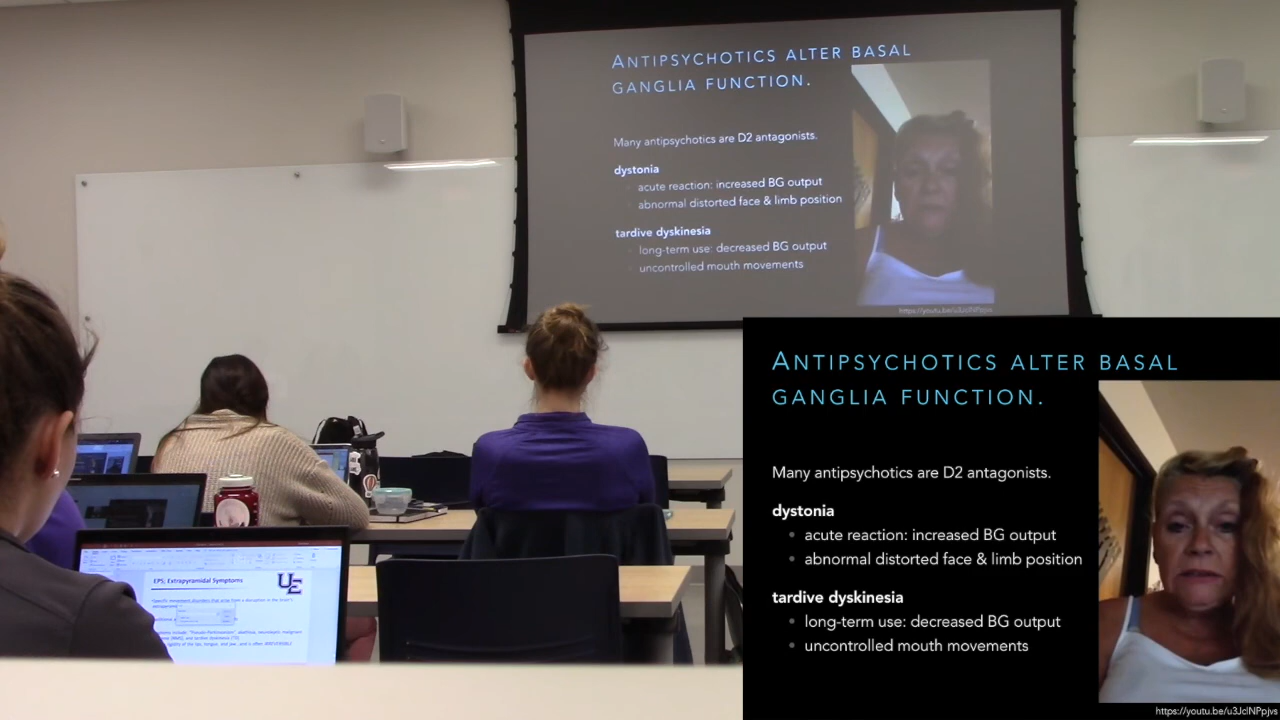 ANTIPSYCHOTICS ALTER BASAL
GANGLIA FUNCTION.
Many antipsychotics are D2 antagonists.
dystonia
acute reaction: increased BG output
abnormal distorted face & limb position
tardive dyskinesia
long-term use: decreased BG output
uncontrolled mouth movements
ANTIPSYCHOTICS ALTER BASAL
GANGLIA FUNCTION.
Many antipsychotics are D2 antagonists.
dystonia
• acute reaction: increased BG output
• abnormal distorted face & limb position
tardive dyskinesia
• long-term use: decreased BG output
• uncontrolled mouth movements
https://youtu.be/u3JclNPpjvs
EPS: Extrapyramidal Symptoms
UE